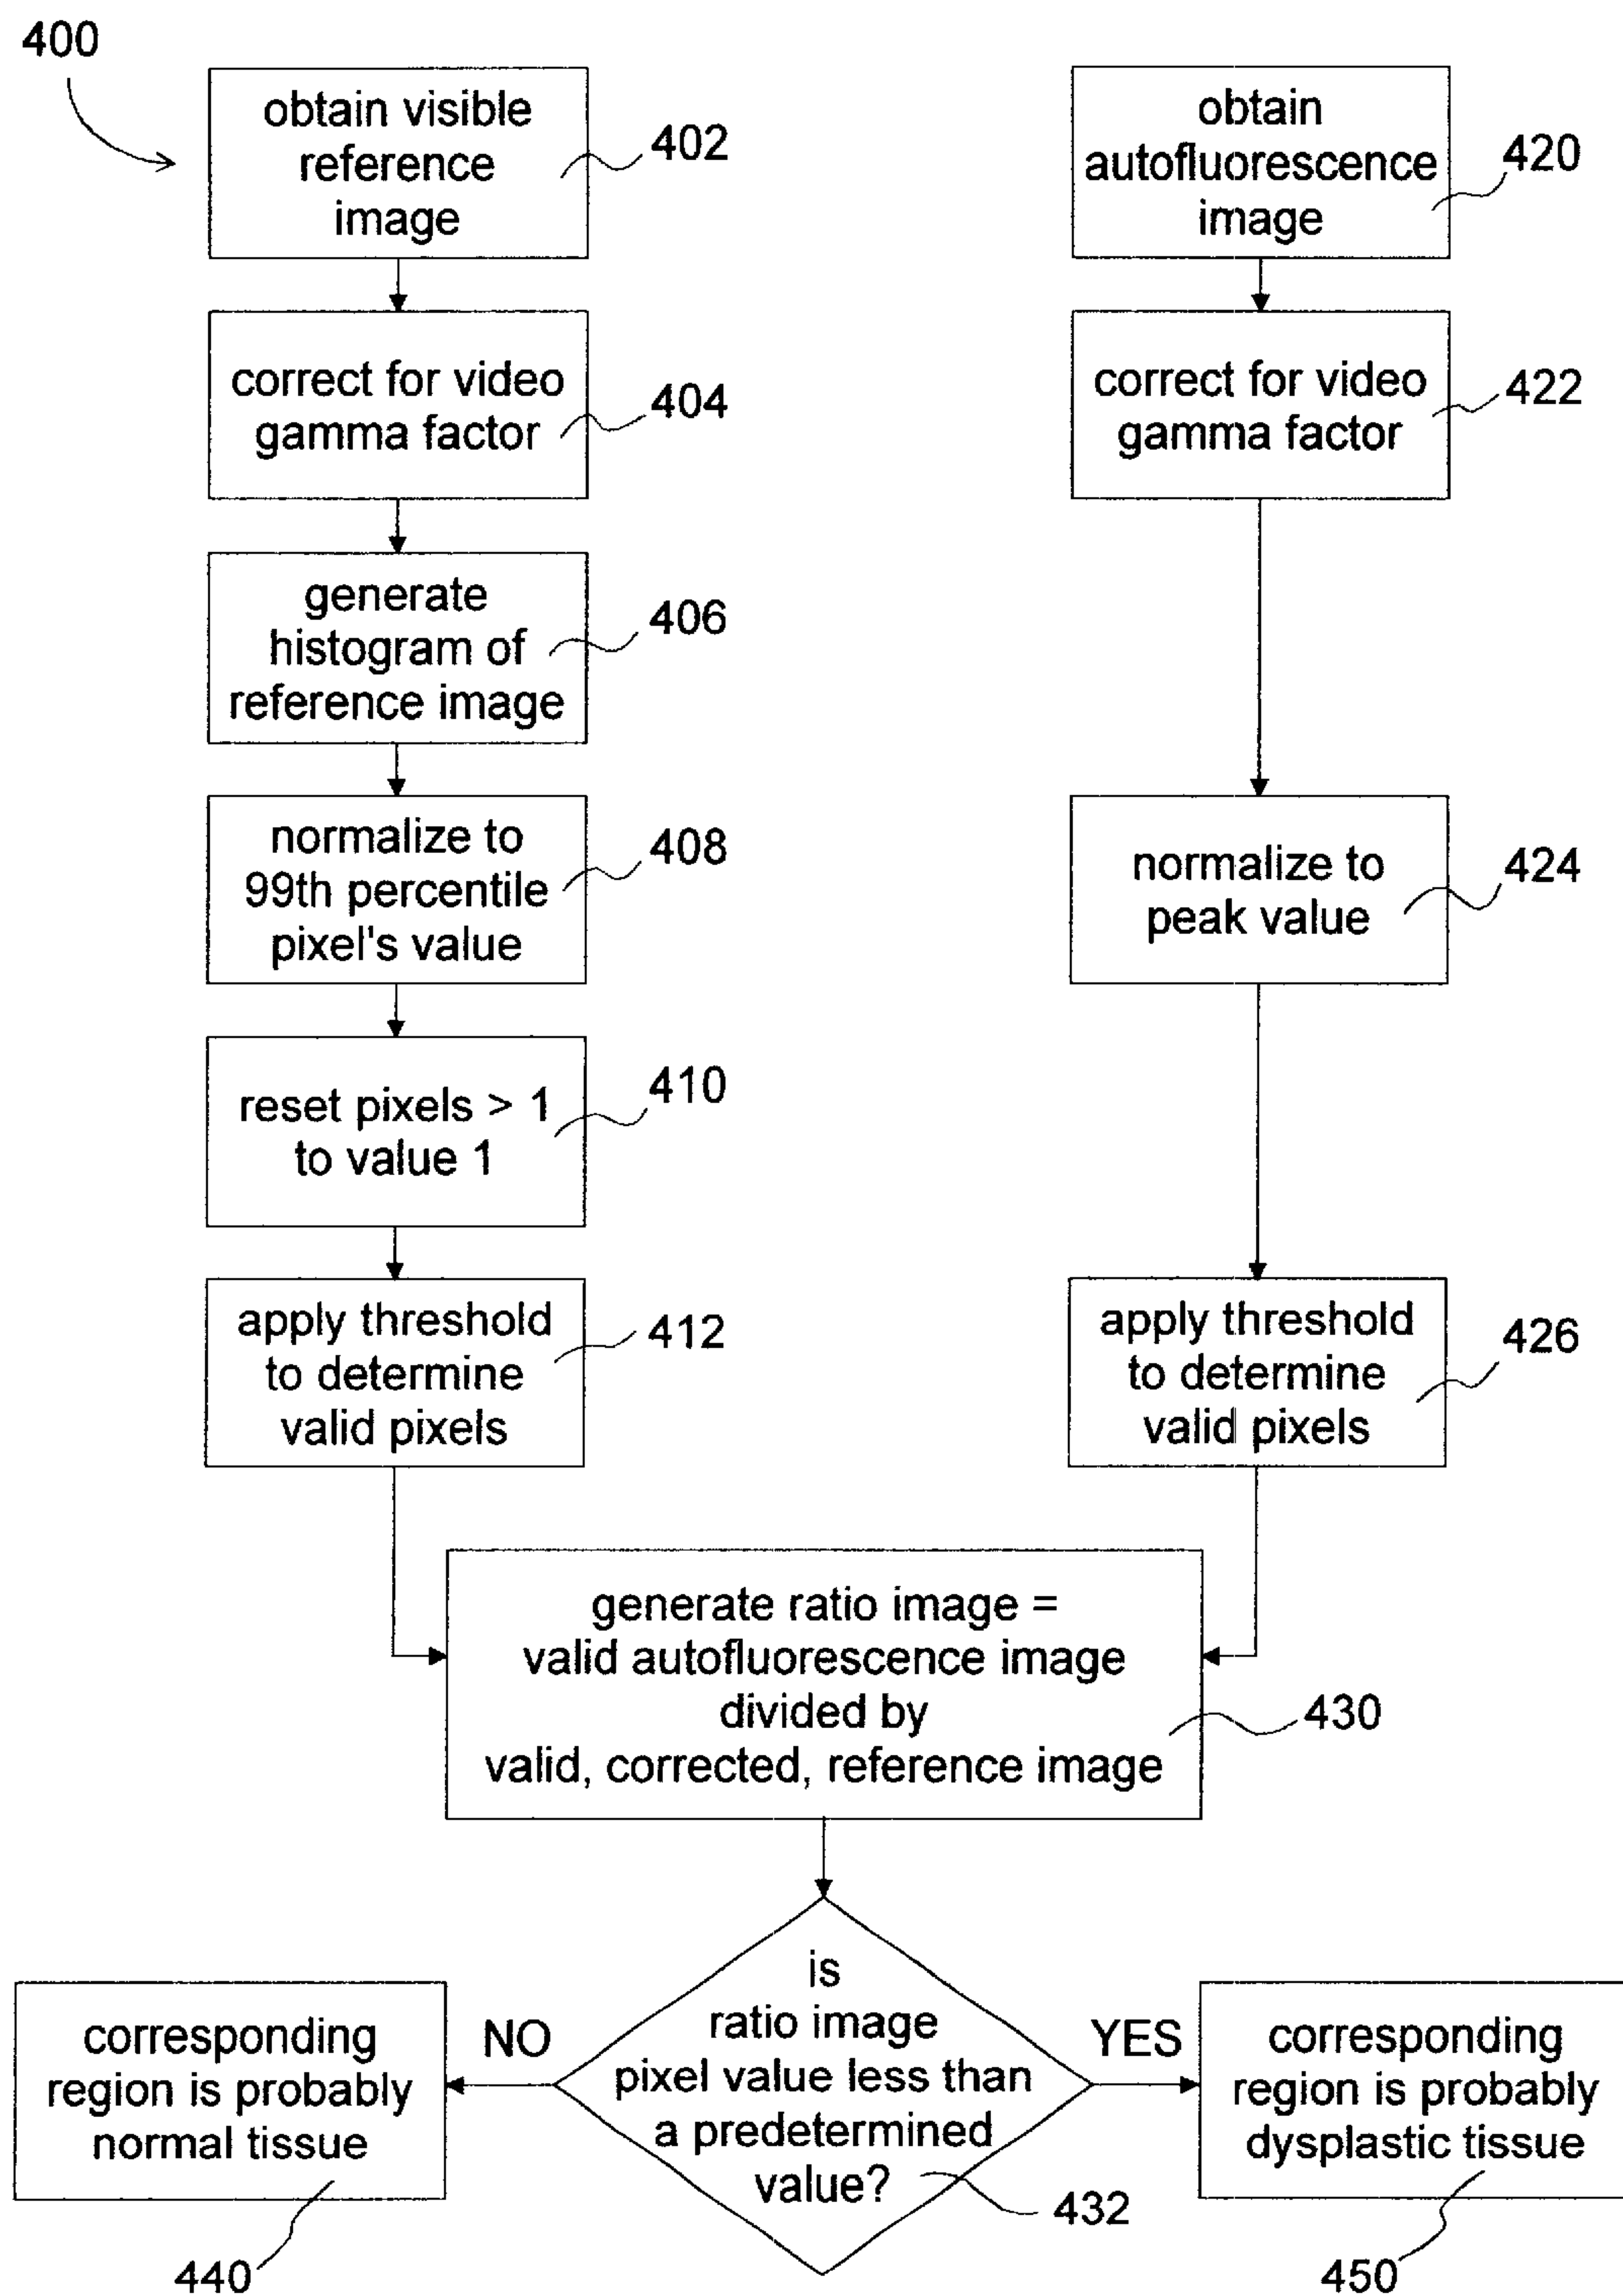 400
obtain visible
reference
image
402
correct for video
gamma factor
404
generate
histogram of
reference image
406
normalize to
99th percentile
pixel's value
408
reset pixels > 1
to value 1
410
apply threshold
to determine
valid pixels
412
obtain
autofluorescence
image
420
correct for video
gamma factor
422
normalize to
peak value
424
apply threshold
to determine
valid pixels
426
generate ratio image =
valid autofluorescence image
divided by
valid, corrected, reference image
430
is
ratio image
pixel value less than
a predetermined
value?
432
NO
corresponding
region is probably
normal tissue
440
YES
corresponding
region is probably
dysplastic tissue
450